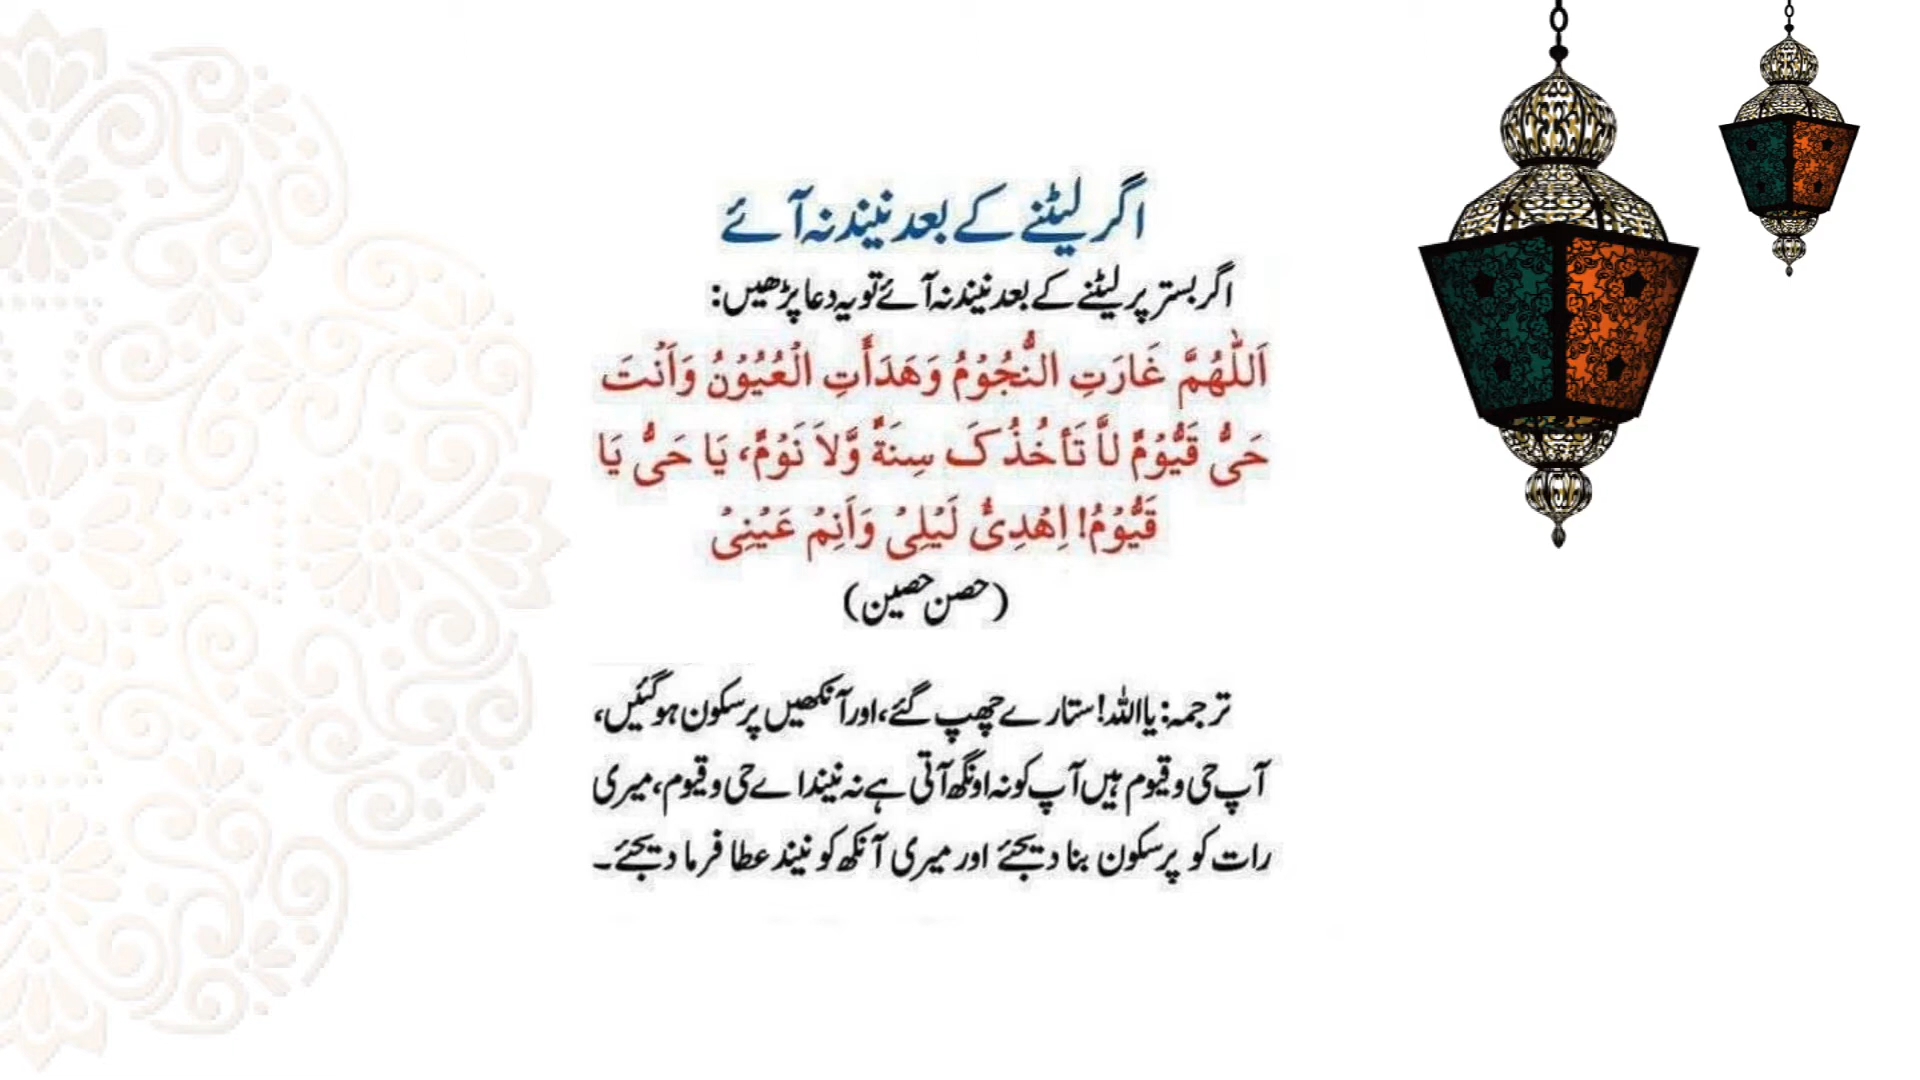 اگر لیٹنے کے بعد نیند نہ آئے
اگر بستر پر لیٹنے کے بعد نیند نہ آئے تو یہ دعا پڑھیں:
اَللّٰهُمَّ غَارَتِ النُّجُوْمُ وَهَدَأَتِ الْعُيُوْنُ وَاَنْتَ
حَیٌّ قَيُّوْمٌ لَّا تَأْخُذُکَ سِنَةٌ وَّلاَ نَوْمٌ، يَا حَیُّ يَا
قَيُّوْمُ! اِهْدِیْٔ لَيْلِیْ وَاَنِمْ عَيْنِیْ
(حصن حصین)
ترجمہ: یا اللہ! ستارے چھپ گئے، اور آنکھیں پرسکون ہوگئیں،
آپ حی و قیوم ہیں آپ کو نہ اونگھ آتی ہے نہ نیند اے حی و قیوم، میری
رات کو پرسکون بنا دیجئے اور میری آنکھ کو نیند عطا فرما دیجئے۔